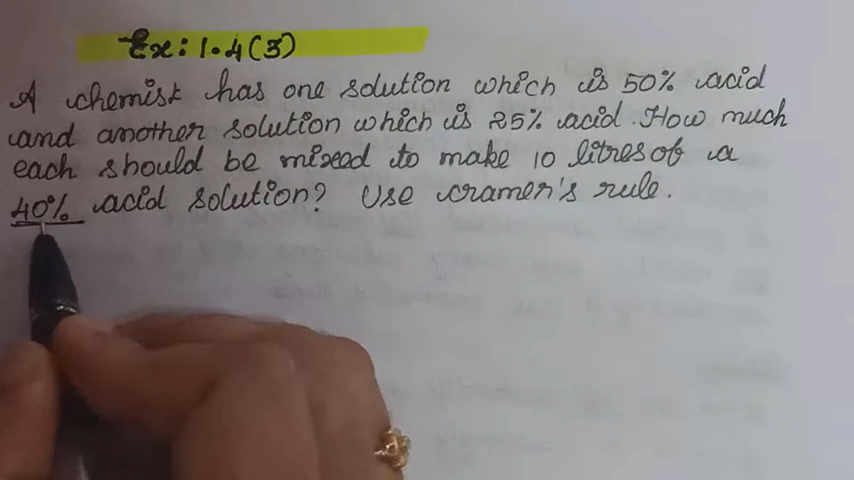 Ex: 1.4(3)
A chemist has one solution which is 50% acid
and another solution which is 25% acid. How much
each should be mixed to make 10 litres of a
40% acid solution? Use cramer's rule.